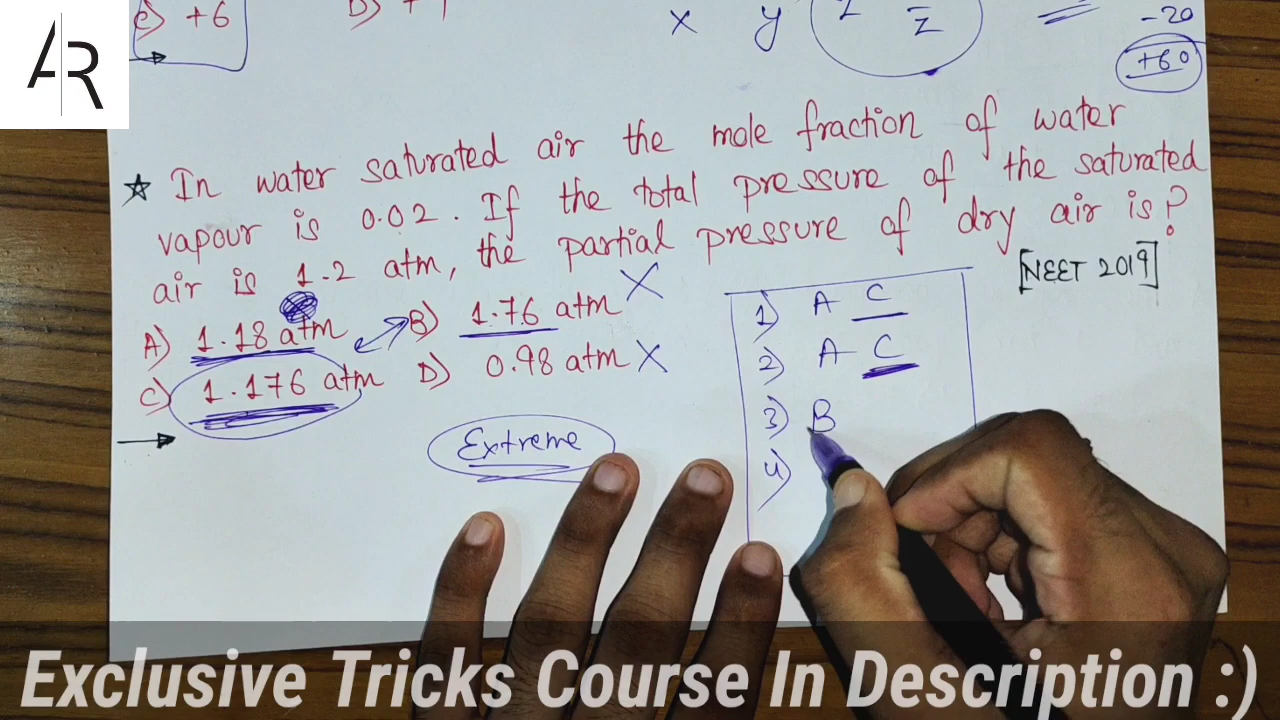 AR
C) +6
x y z
-20
+60
☆ In water saturated air the mole fraction of water
vapour is 0.02. If the total pressure of the saturated
air is 1.2 atm, the partial pressure of dry air is?
[NEET 2019]
A) 1.18 atm B) 1.76 atm X
C) 1.176 atm D) 0.98 atm X
Extreme
1) A C
2) A C
3) B
4)
Exclusive Tricks Course In Description :)